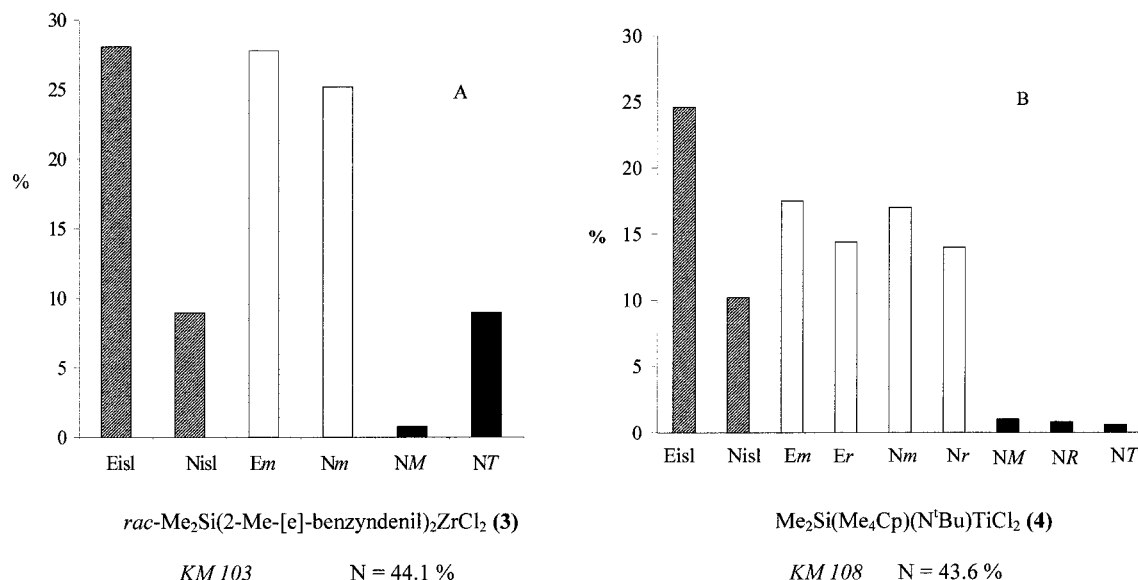 30
25
20
15
10
5
0
%
A
Eisl Nisl Em Nm NM NT
rac-Me₂Si(2-Me-[e]-benzyndenil)₂ZrCl₂ (3)
KM 103 N = 44.1 %
30
25
20
15
10
5
0
%
B
Eisl Nisl Em Er Nm Nr NM NR NT
Me₂Si(Me₄Cp)(NᵗBu)TiCl₂ (4)
KM 108 N = 43.6 %